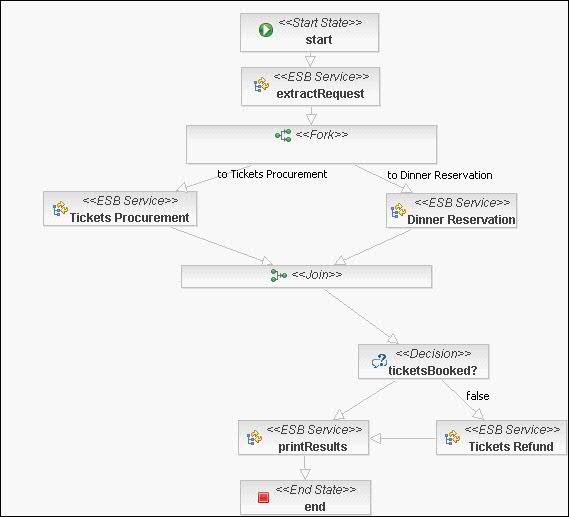 <<Start State>>
start
<<ESB Service>>
extractRequest
<<Fork>>
to Tickets Procurement
to Dinner Reservation
<<ESB Service>>
Tickets Procurement
<<ESB Service>>
Dinner Reservation
<<Join>>
<<Decision>>
ticketsBooked?
false
<<ESB Service>>
printResults
<<ESB Service>>
Tickets Refund
<<End State>>
end